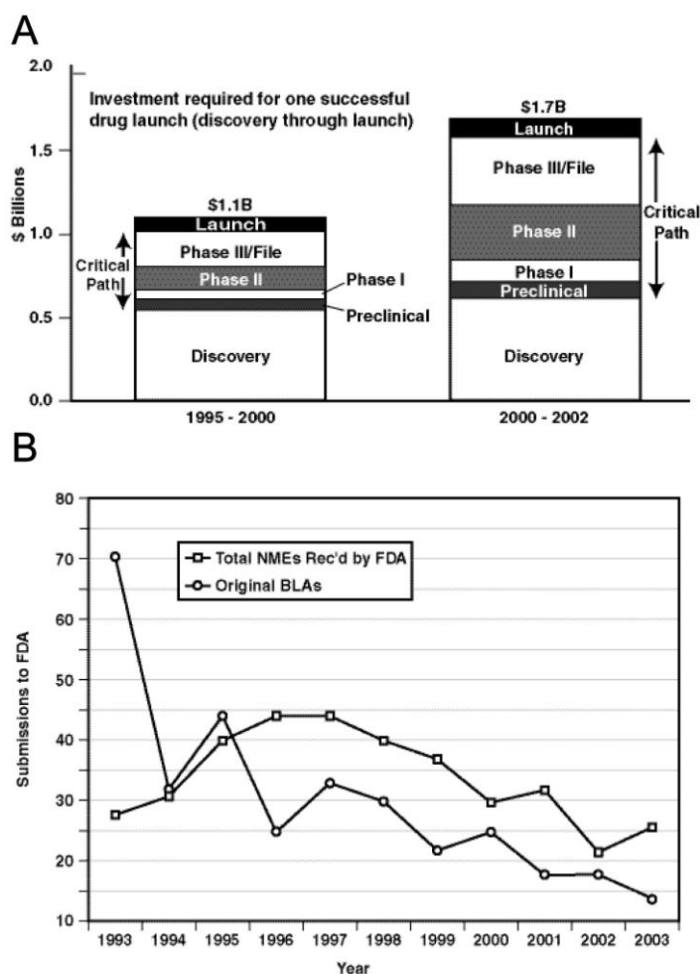 A
2.0
Investment required for one successful
drug launch (discovery through launch)
$1.7B
Launch
1.5
Phase III/File
$ Billions
$1.1B
Launch
1.0
Critical
Path
Phase III/File
Phase II
Critical
Path
Phase II
Phase I
Phase I
Preclinical
Preclinical
0.5
Discovery
Discovery
0.0
1995 - 2000
2000 - 2002
B
80
70
60
50
40
30
20
10
Total NMEs Rec'd by FDA
Original BLAs
Submissions to FDA
1993 1994 1995 1996 1997 1998 1999 2000 2001 2002 2003
Year